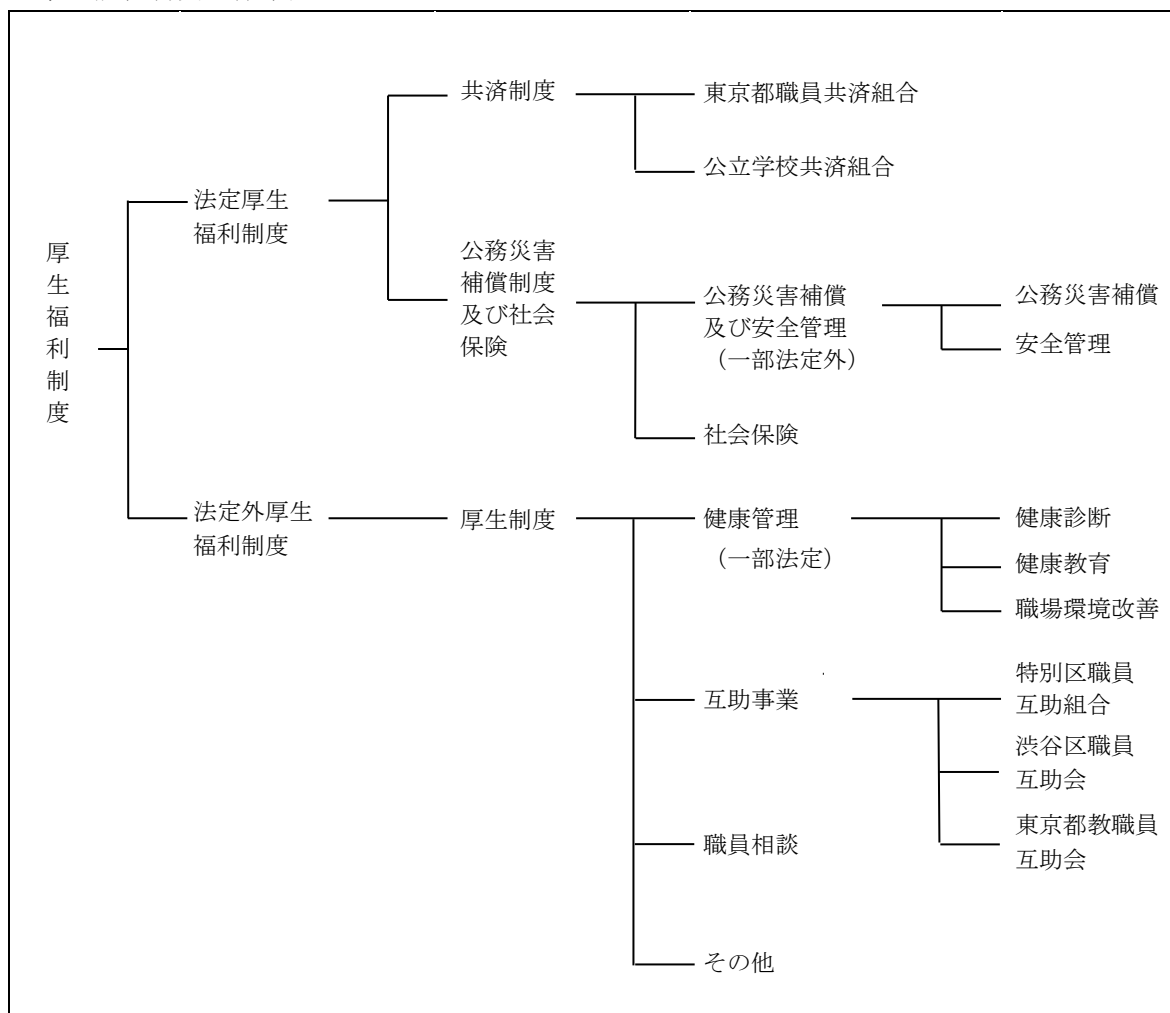 厚生福利制度
法定厚生
福利制度
共済制度
東京都職員共済組合
公立学校共済組合
公務災害
補償制度
及び社会
保険
公務災害補償
及び安全管理
（一部法定外）
公務災害補償
安全管理
社会保険
法定外厚生
福利制度
厚生制度
健康管理
（一部法定）
健康診断
健康教育
職場環境改善
互助事業
特別区職員
互助組合
渋谷区職員
互助会
東京都教職員
互助会
職員相談
その他